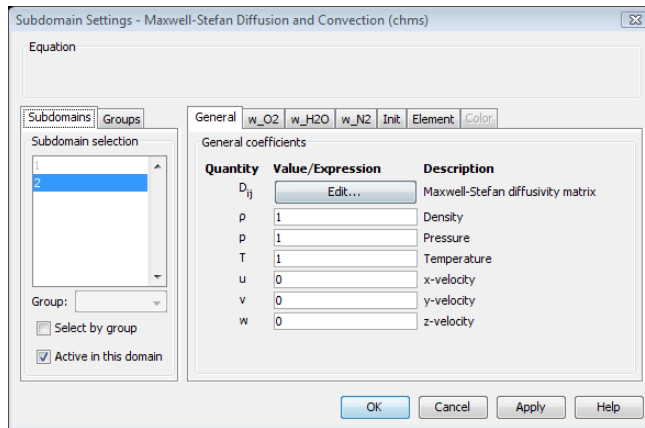 Subdomain Settings - Maxwell-Stefan Diffusion and Convection (chms)
Equation
Subdomains Groups
Subdomain selection
1
2
Group:
Select by group
Active in this domain
General w_O2 w_H2O w_N2 Init Element Color
General coefficients
Quantity Value/Expression Description
Dij Edit... Maxwell-Stefan diffusivity matrix
ρ 1 Density
p 1 Pressure
T 1 Temperature
u 0 x-velocity
v 0 y-velocity
w 0 z-velocity
OK Cancel Apply Help